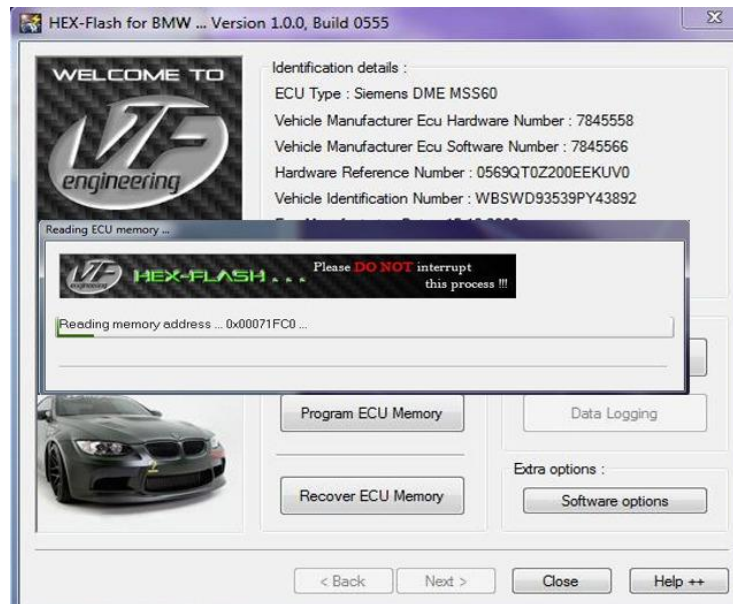 HEX-Flash for BMW ... Version 1.0.0, Build 0555
WELCOME TO
VTF
engineering
Identification details :
ECU Type : Siemens DME MSS60
Vehicle Manufacturer Ecu Hardware Number : 7845558
Vehicle Manufacturer Ecu Software Number : 7845566
Hardware Reference Number : 0569QT0Z200EEKUV0
Vehicle Identification Number : WBSWD93539PY43892
Reading ECU memory ...
VTF
engineering
HEX-FLASH . . .
Please DO NOT interrupt
this process !!!
Reading memory address ... 0x00071FC0 ...
Program ECU Memory
Data Logging
Recover ECU Memory
Extra options :
Software options
< Back
Next >
Close
Help ++